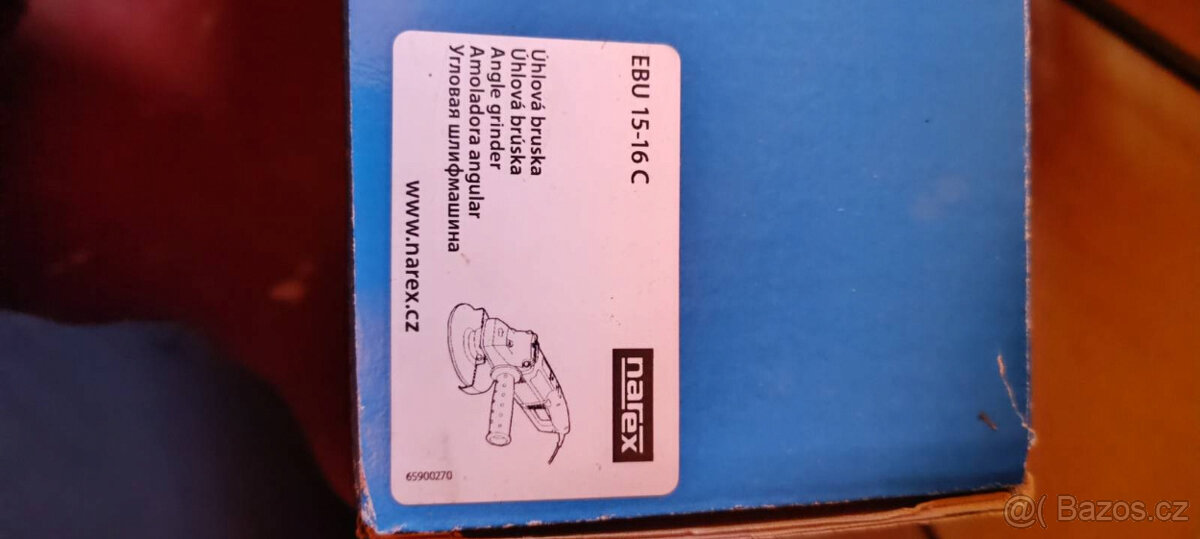 EBU 15-16 C
narex
Úhlová bruska
Úhlová brúska
Angle grinder
Amoladora angular
Угловая шлифмашина
www.narex.cz
65900270
@( Bazos.cz